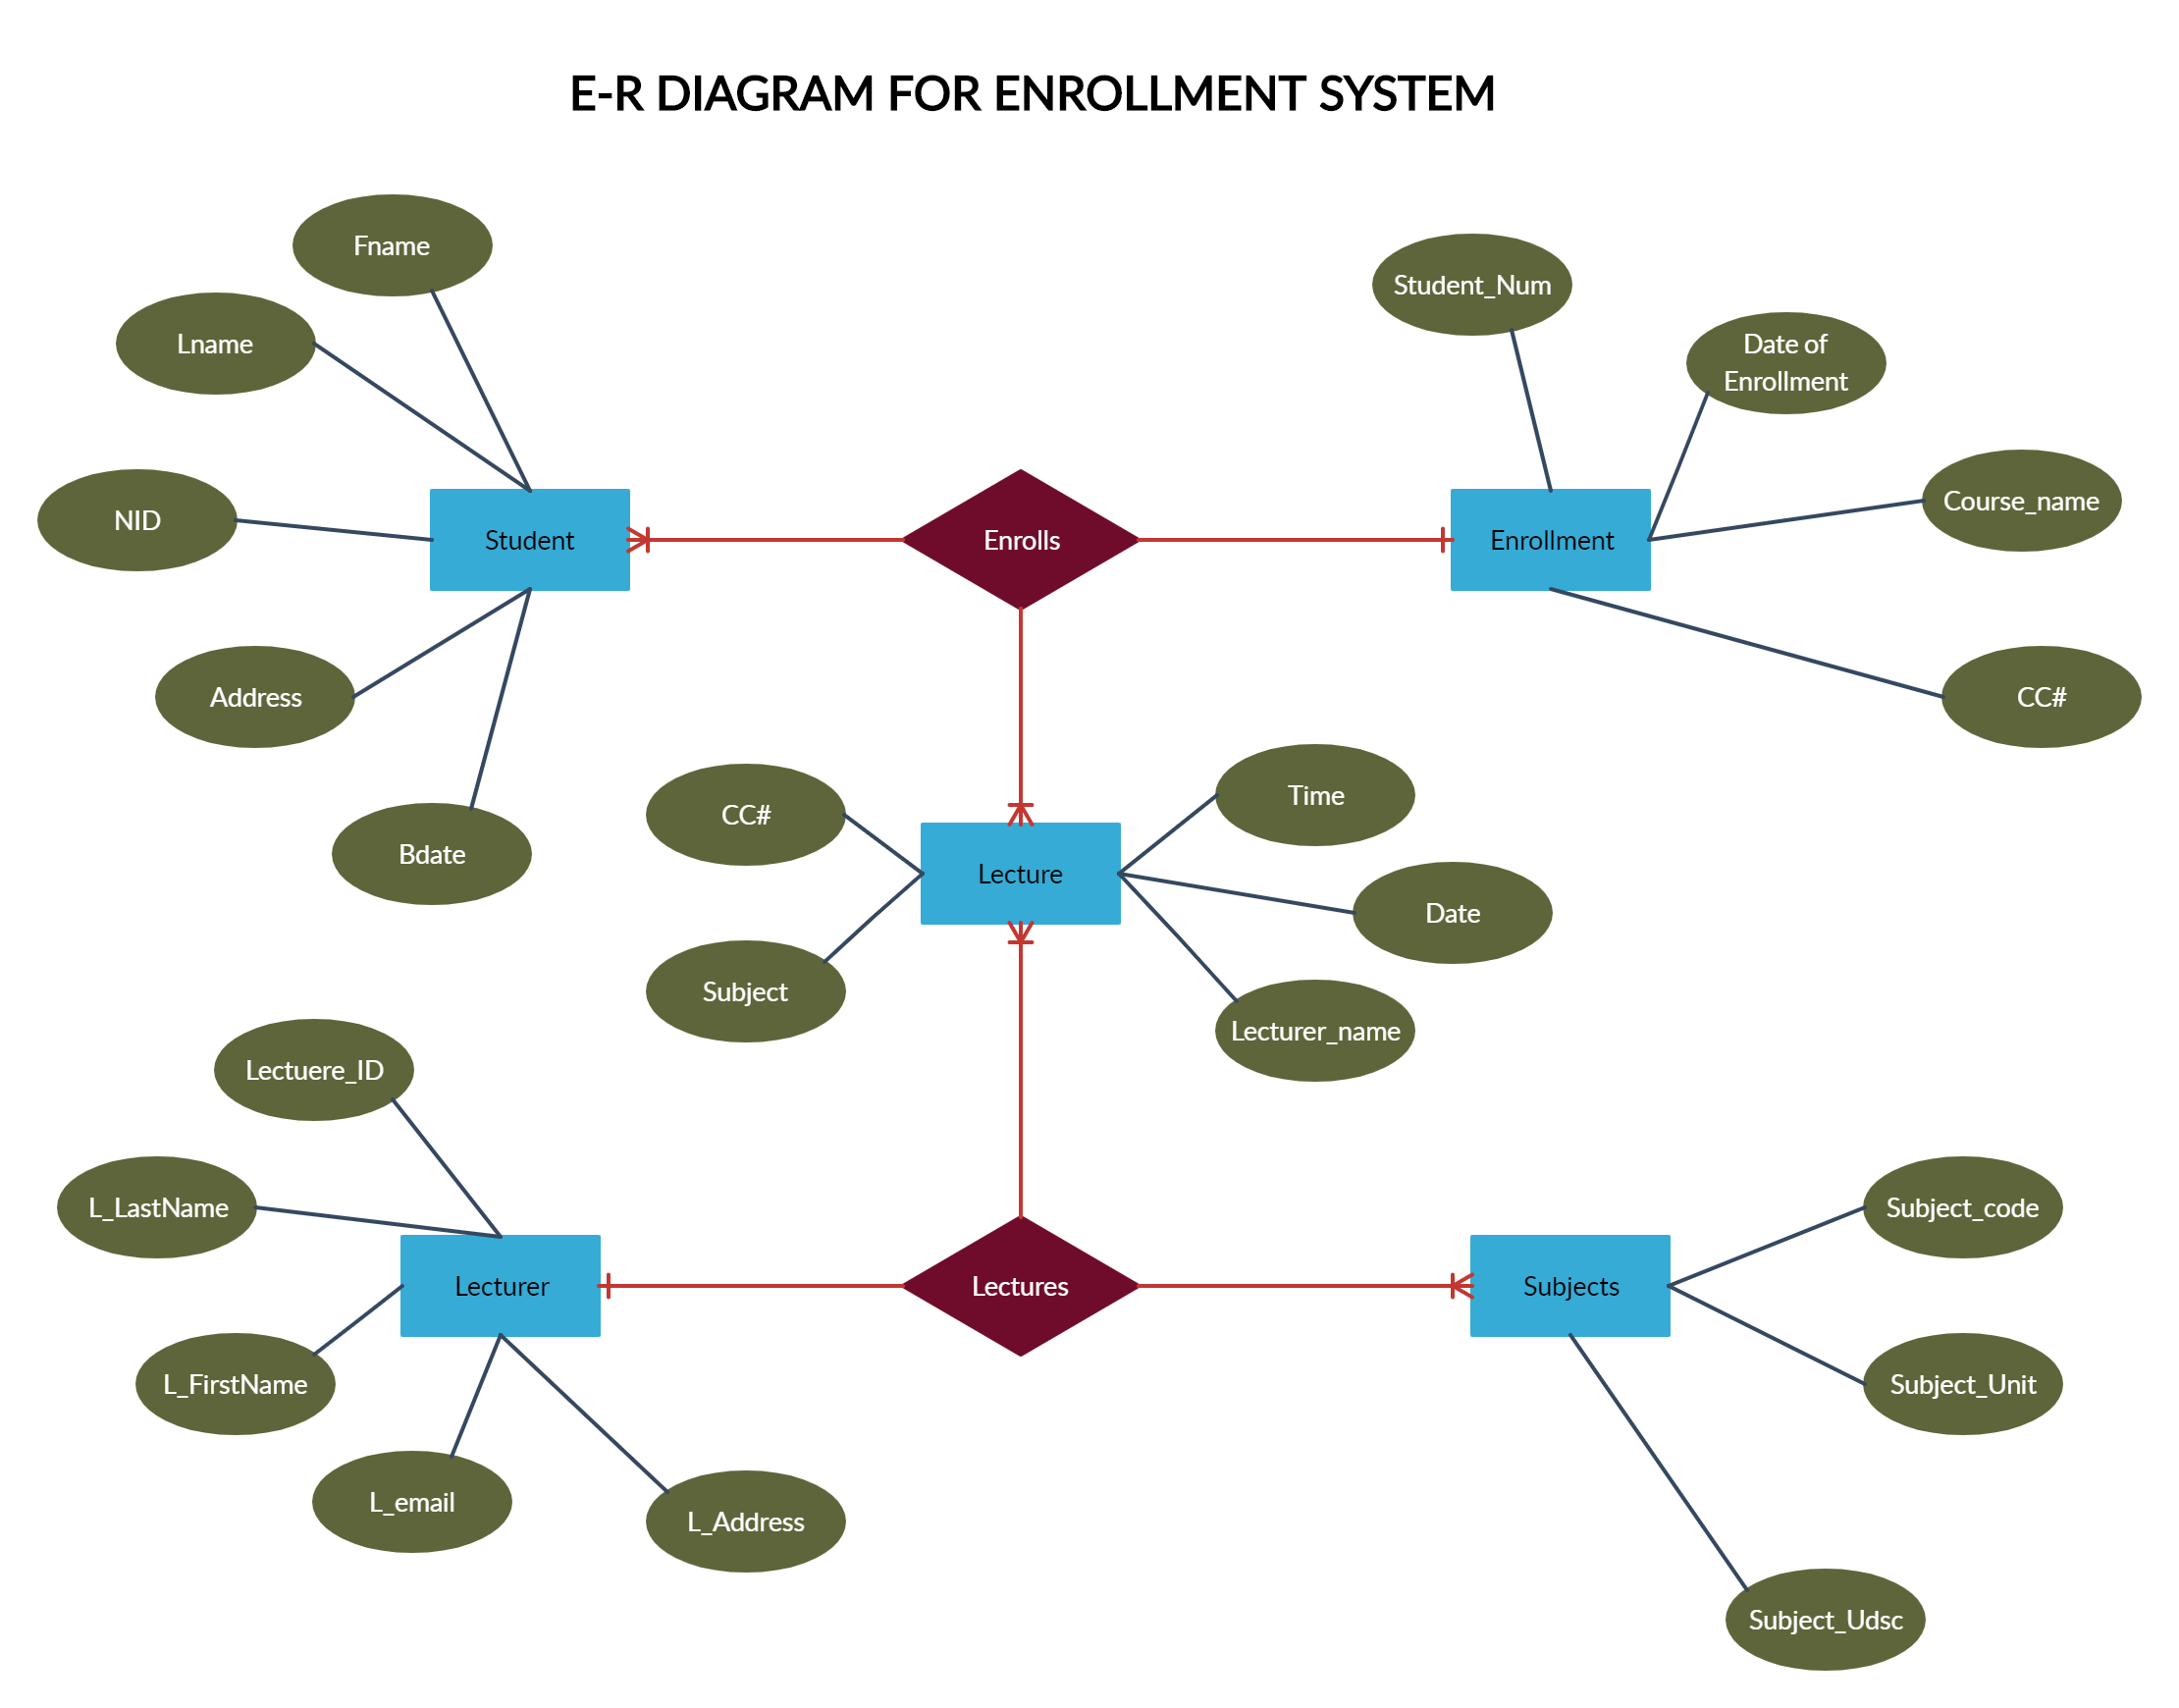 E-R DIAGRAM FOR ENROLLMENT SYSTEM
Fname
Student_Num
Lname
Date of
Enrollment
Course_name
NID
Student
Enrolls
Enrollment
Address
CC#
Time
CC#
Bdate
Lecture
Date
Subject
Lecturer_name
Lectuere_ID
L_LastName
Subject_code
Lecturer
Lectures
Subjects
L_FirstName
Subject_Unit
L_email
L_Address
Subject_Udsc